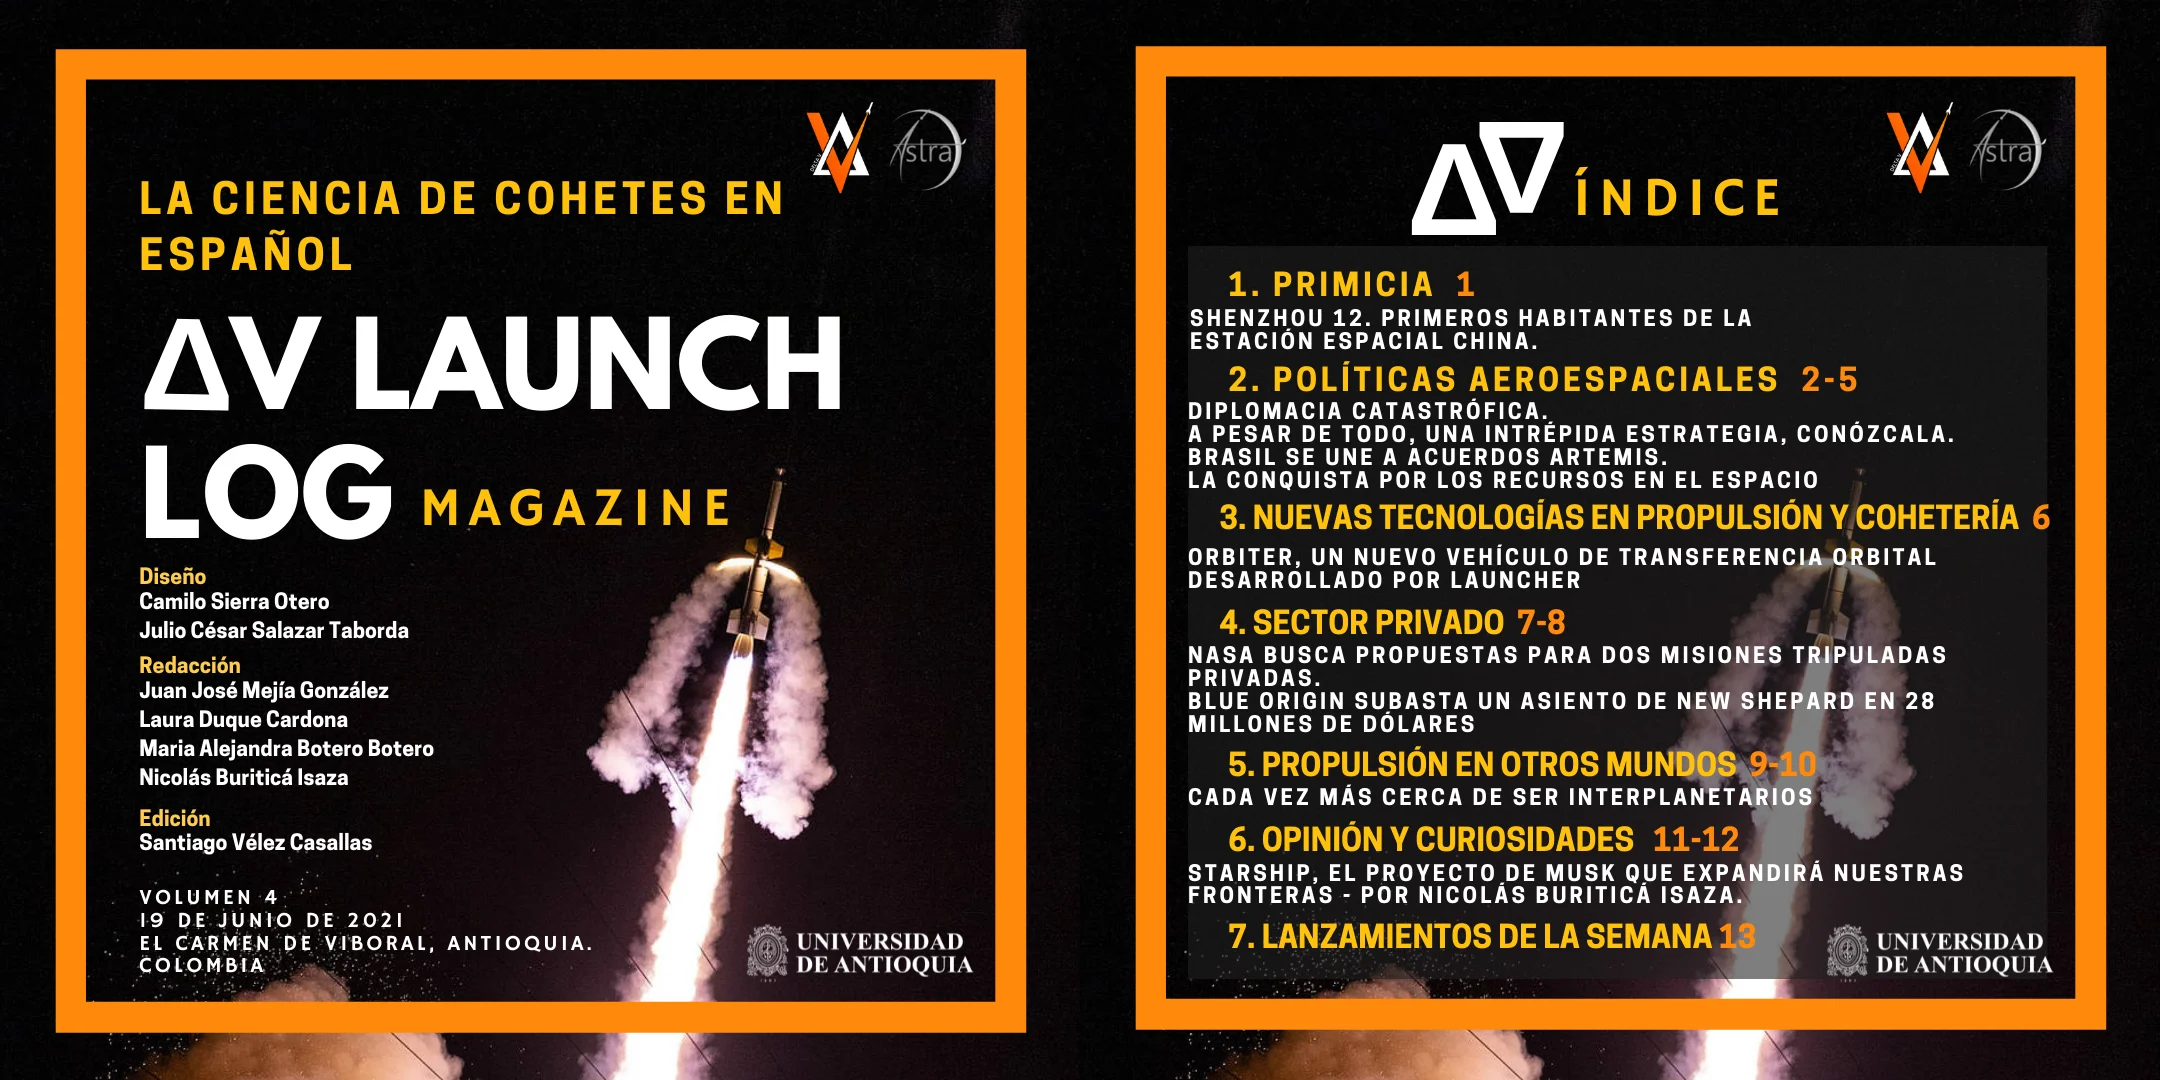 LA CIENCIA DE COHETES EN
ESPAÑOL
ΔV LAUNCH
LOG MAGAZINE
Diseño
Camilo Sierra Otero
Julio César Salazar Taborda
Redacción
Juan José Mejía González
Laura Duque Cardona
Maria Alejandra Botero Botero
Nicolás Buriticá Isaza
Edición
Santiago Vélez Casallas
VOLUMEN 4
19 DE JUNIO DE 2021
EL CARMEN DE VIBORAL, ANTIOQUIA.
COLOMBIA
Astra
UNIVERSIDAD
DE ANTIOQUIA
ΔV ÍNDICE
Astra
1. PRIMICIA 1
SHENZHOU 12. PRIMEROS HABITANTES DE LA
ESTACIÓN ESPACIAL CHINA.
2. POLÍTICAS AEROESPACIALES 2-5
DIPLOMACIA CATASTRÓFICA.
A PESAR DE TODO, UNA INTRÉPIDA ESTRATEGIA, CONÓZCALA.
BRASIL SE UNE A ACUERDOS ARTEMIS.
LA CONQUISTA POR LOS RECURSOS EN EL ESPACIO
3. NUEVAS TECNOLOGÍAS EN PROPULSIÓN Y COHETERÍA 6
ORBITER, UN NUEVO VEHÍCULO DE TRANSFERENCIA ORBITAL
DESARROLLADO POR LAUNCHER
4. SECTOR PRIVADO 7-8
NASA BUSCA PROPUESTAS PARA DOS MISIONES TRIPULADAS
PRIVADAS.
BLUE ORIGIN SUBASTA UN ASIENTO DE NEW SHEPARD EN 28
MILLONES DE DÓLARES
5. PROPULSIÓN EN OTROS MUNDOS 9-10
CADA VEZ MÁS CERCA DE SER INTERPLANETARIOS
6. OPINIÓN Y CURIOSIDADES 11-12
STARSHIP, EL PROYECTO DE MUSK QUE EXPANDIRÁ NUESTRAS
FRONTERAS - POR NICOLÁS BURITICÁ ISAZA.
7. LANZAMIENTOS DE LA SEMANA 13
UNIVERSIDAD
DE ANTIOQUIA